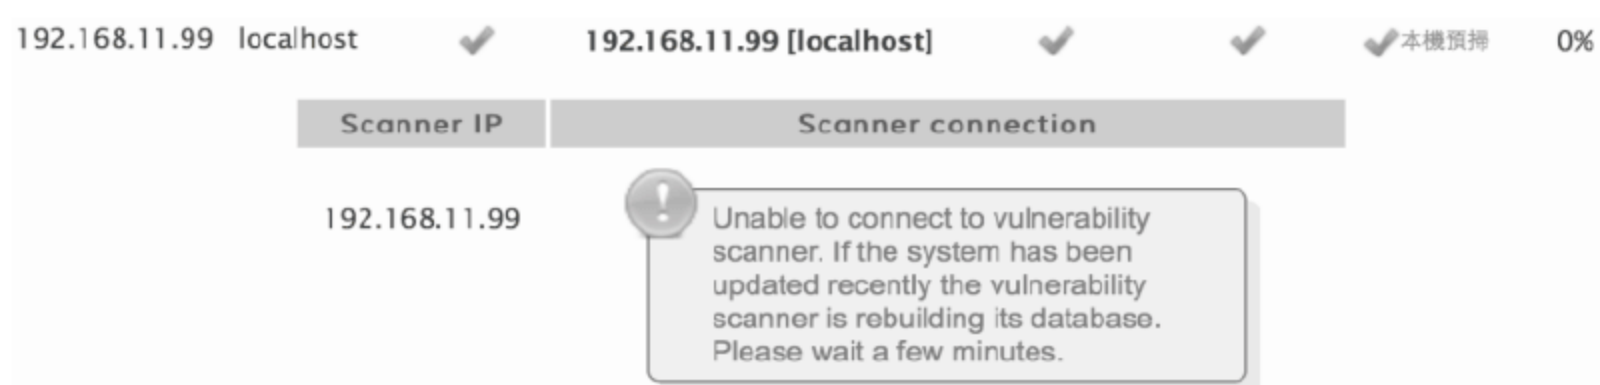 192.168.11.99 localhost 192.168.11.99 [localhost] 本機預掃 0%
Scanner IP Scanner connection
192.168.11.99
Unable to connect to vulnerability
scanner. If the system has been
updated recently the vulnerability
scanner is rebuilding its database.
Please wait a few minutes.